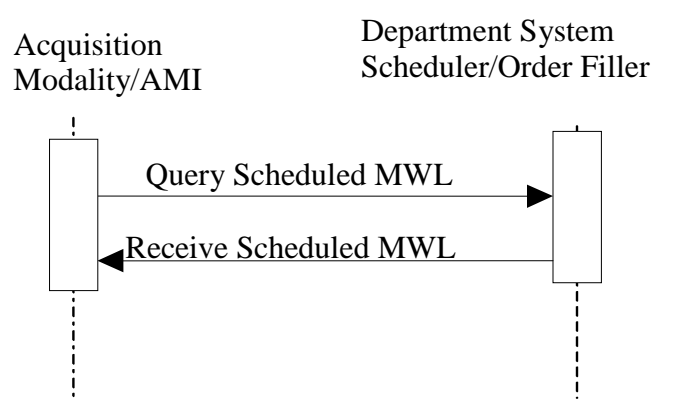 Acquisition
Modality/AMI
Department System
Scheduler/Order Filler
Query Scheduled MWL
Receive Scheduled MWL